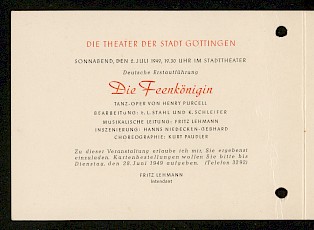 DIE THEATER DER STADT GÖTTINGEN
SONNABEND, DEN 2. JULI 1949, 19,30 UHR IM STADTTHEATER
Deutsche Erstaufführung
Die Feenkönigin
TANZ-OPER VON HENRY PURCELL
BEARBEITUNG: E. L. STAHL UND K. SCHLEIFER
MUSIKALISCHE LEITUNG: FRITZ LEHMANN
INSZENIERUNG: HANNS NIEDECKEN-GEBHARD
CHOREOGRAPHIE: KURT PAUDLER
Zu dieser Veranstaltung erlaube ich mir, Sie ergebenst
einzuladen. Kartenbestellungen wollen Sie bitte bis
Dienstag, den 28. Juni 1949 aufgeben. (Telefon 3293)
FRITZ LEHMANN
Intendant